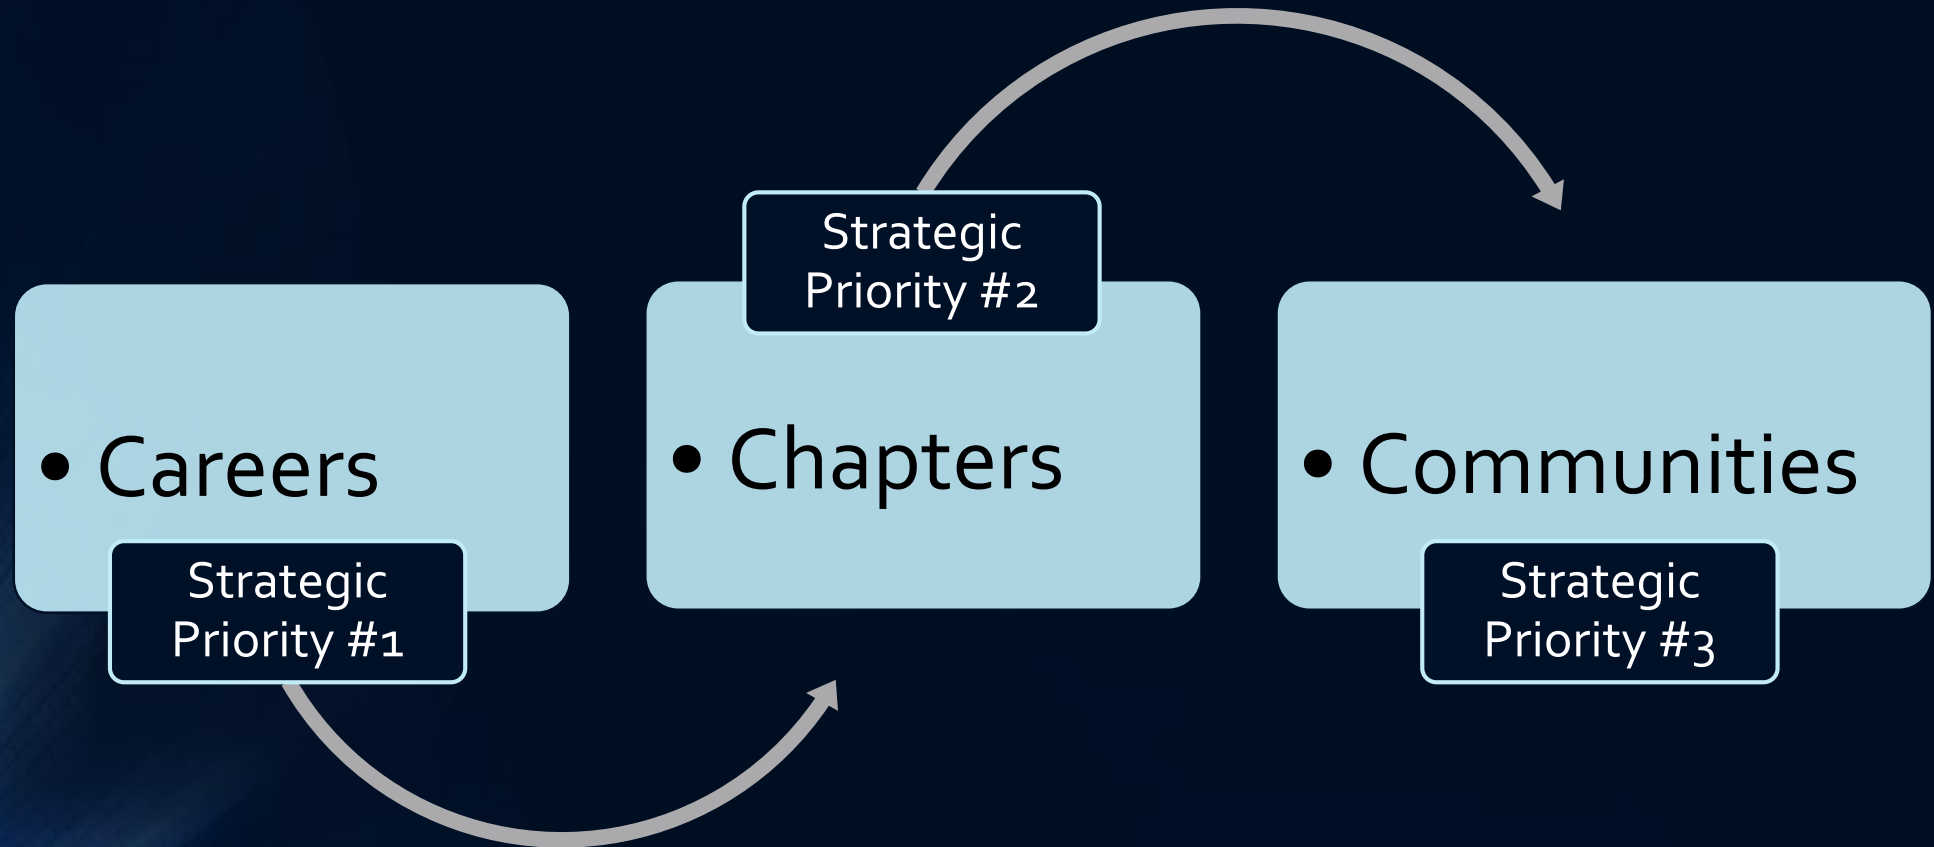 • Careers
Strategic
Priority #1
Strategic
Priority #2
• Chapters
• Communities
Strategic
Priority #3